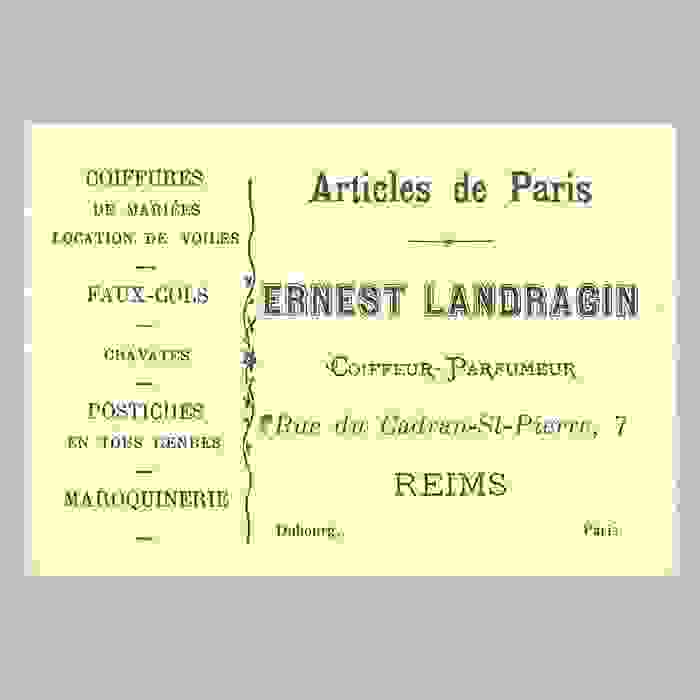 COIFFURES
DE MARIÉES
LOCATION DE VOILES
FAUX-COLS
CRAVATES
POSTICHES
EN TOUS GENRES
MAROQUINERIE
Articles de Paris
ERNEST LANDRAGIN
COIFFEUR-PARFUMEUR
Rue du Cadran-St-Pierre, 7
REIMS
Dubourg, Paris